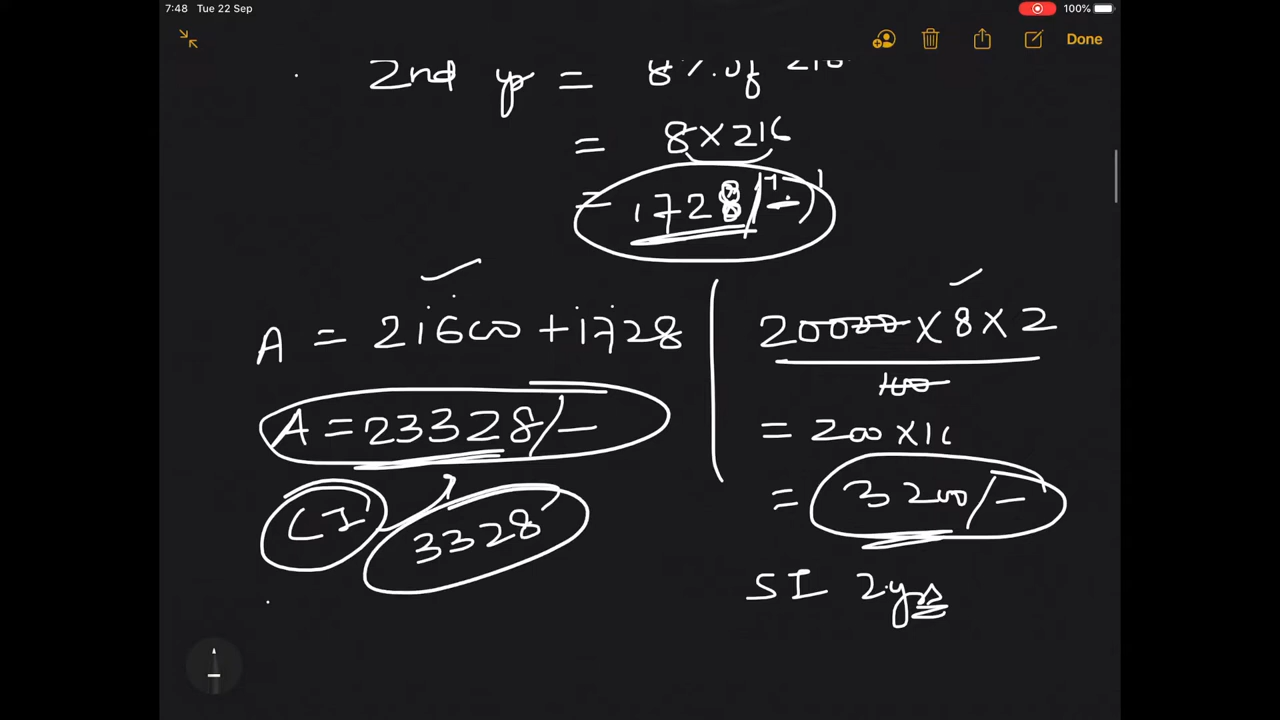 7:48 Tue 22 Sep 100%
Done
2nd yr = 8% of 216
= 8×216
= 1728/-
A = 21600+1728
A = 23328/-
CI 3328
20000 × 8 × 2
100
= 200 × 16
= 3200/-
SI 2yrs